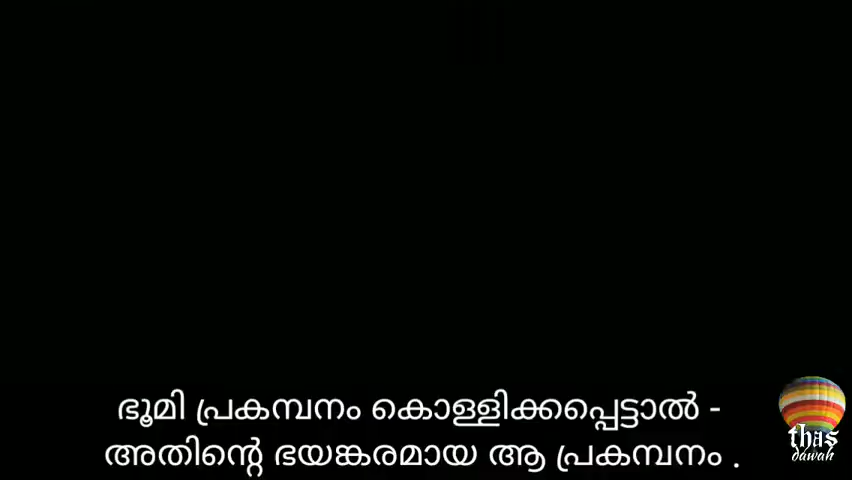 ഭൂമി പ്രകമ്പനം കൊള്ളിക്കപ്പെട്ടാൽ -
അതിന്റെ ഭയങ്കരമായ ആ പ്രകമ്പനം .
thas
dawah